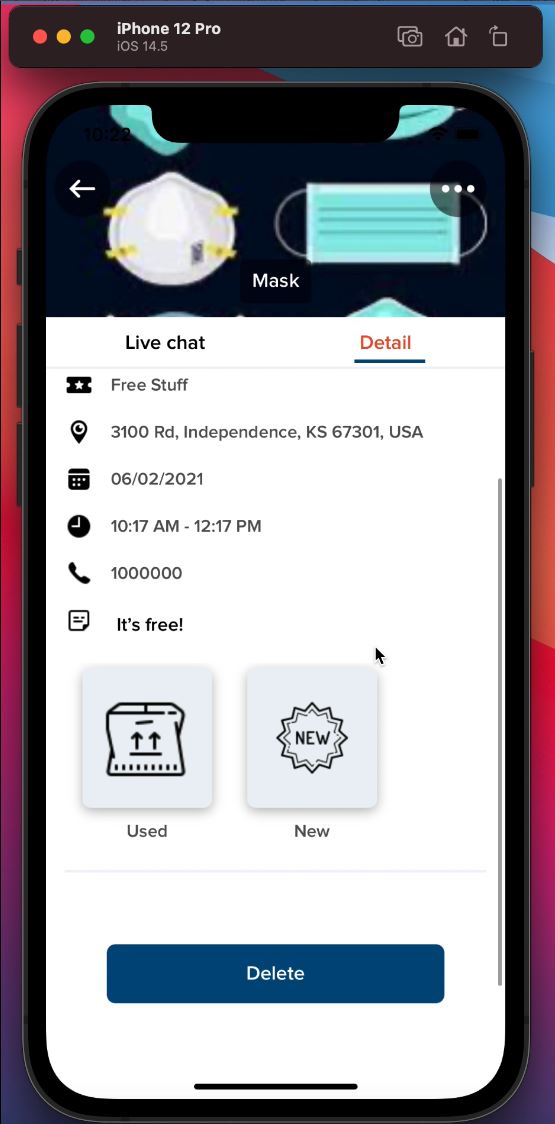 iPhone 12 Pro
iOS 14.5
10:22
Mask
Live chat
Detail
Free Stuff
3100 Rd, Independence, KS 67301, USA
06/02/2021
10:17 AM - 12:17 PM
1000000
It's free!
NEW
Used
New
Delete